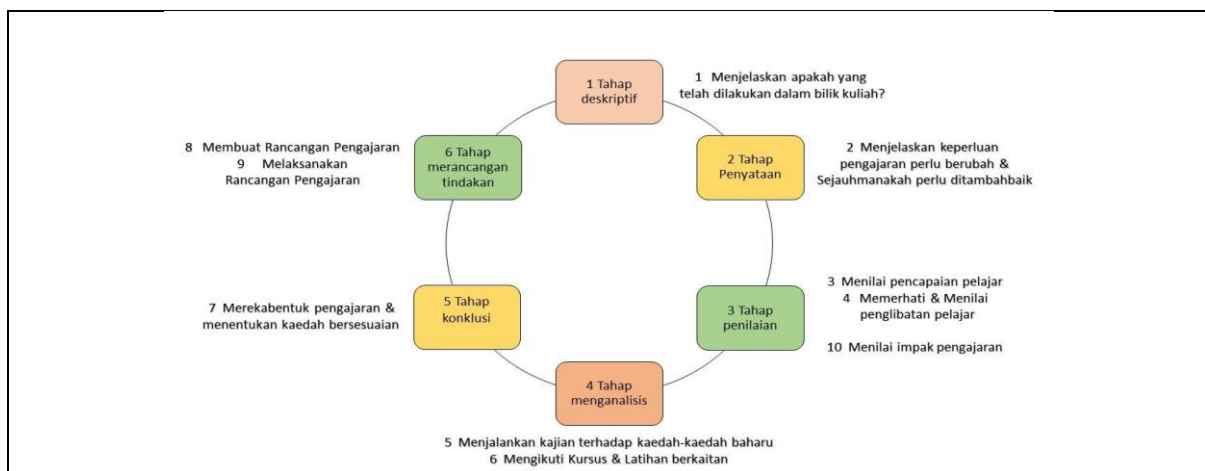 1 Tahap
deskriptif
1 Menjelaskan apakah yang
telah dilakukan dalam bilik kuliah?
2 Tahap
Penyataan
2 Menjelaskan keperluan
pengajaran perlu berubah &
Sejauhmanakah perlu ditambahbaik
3 Tahap
penilaian
3 Menilai pencapaian pelajar
4 Memerhati & Menilai
penglibatan pelajar
10 Menilai impak pengajaran
4 Tahap
menganalisis
5 Menjalankan kajian terhadap kaedah-kaedah baharu
6 Mengikuti Kursus & Latihan berkaitan
5 Tahap
konklusi
7 Merekabentuk pengajaran &
menentukan kaedah bersesuaian
6 Tahap
merancangan
tindakan
8 Membuat Rancangan Pengajaran
9 Melaksanakan
Rancangan Pengajaran